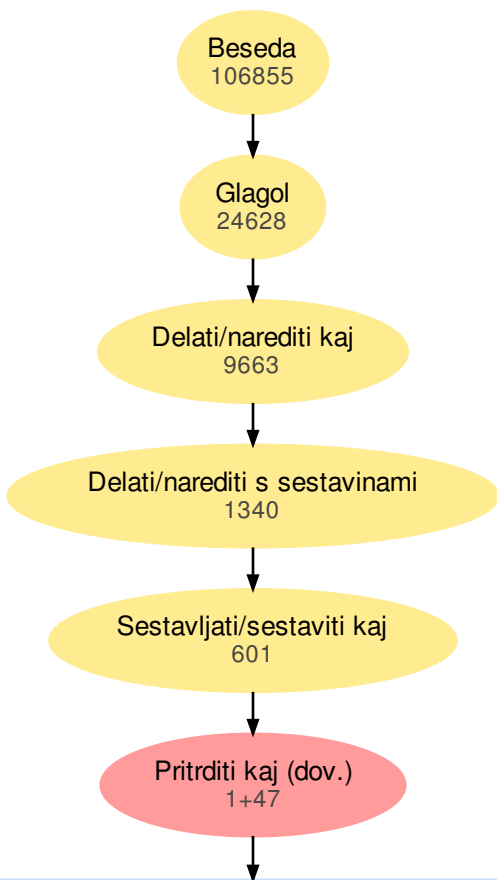 Beseda
106855
Glagol
24628
Delati/narediti kaj
9663
Delati/narediti s sestavinami
1340
Sestavljati/sestaviti kaj
601
Pritrditi kaj (dov.)
1+47